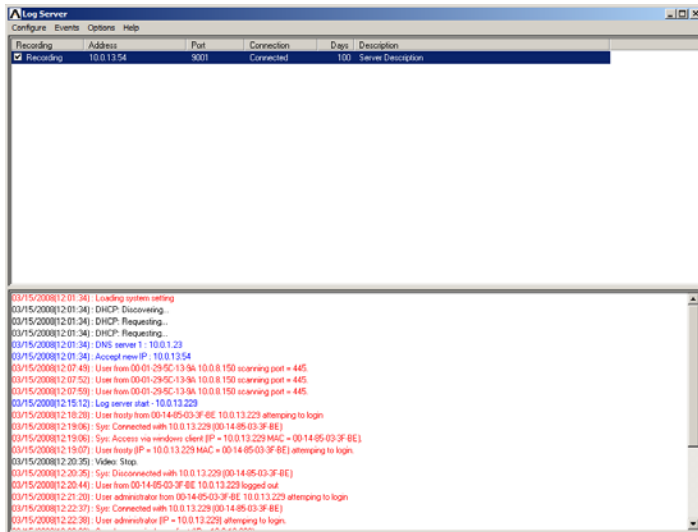 Log Server
Configure Events Options Help
Recording Address Port Connection Days Description
Recording 10.0.13.54 9001 Connected 100 Server Description
03/15/2008(12:01:34) : Loading system setting
03/15/2008(12:01:34) : DHCP: Discovering...
03/15/2008(12:01:34) : DHCP: Requesting...
03/15/2008(12:01:34) : DHCP: Requesting...
03/15/2008(12:01:34) : DNS server 1 : 10.0.1.23
03/15/2008(12:01:34) : Accept new IP : 10.0.13.54
03/15/2008(12:07:49) : User from 00-01-29-5C-13-9A 10.0.8.150 scanning port = 445.
03/15/2008(12:07:52) : User from 00-01-29-5C-13-9A 10.0.8.150 scanning port = 445.
03/15/2008(12:07:59) : User from 00-01-29-5C-13-9A 10.0.8.150 scanning port = 445.
03/15/2008(12:15:12) : Log server start - 10.0.13.229
03/15/2008(12:18:28) : User frosty from 00-14-85-03-3F-BE 10.0.13.229 attemping to login
03/15/2008(12:19:06) : Sys: Connected with 10.0.13.229 (00-14-85-03-3F-BE)
03/15/2008(12:19:06) : Sys: Access via windows client (IP = 10.0.13.229 MAC = 00-14-85-03-3F-BE).
03/15/2008(12:19:07) : User frosty (IP = 10.0.13.229 MAC = 00-14-85-03-3F-BE) attemping to login.
03/15/2008(12:20:35) : Video: Stop.
03/15/2008(12:20:35) : Sys: Disconnected with 10.0.13.229 (00-14-85-03-3F-BE)
03/15/2008(12:20:44) : User from 00-14-85-03-3F-BE 10.0.13.229 logged out
03/15/2008(12:21:20) : User administrator from 00-14-85-03-3F-BE 10.0.13.229 attemping to login
03/15/2008(12:22:37) : Sys: Connected with 10.0.13.229 (00-14-85-03-3F-BE)
03/15/2008(12:22:38) : User administrator (IP = 10.0.13.229) attemping to login.